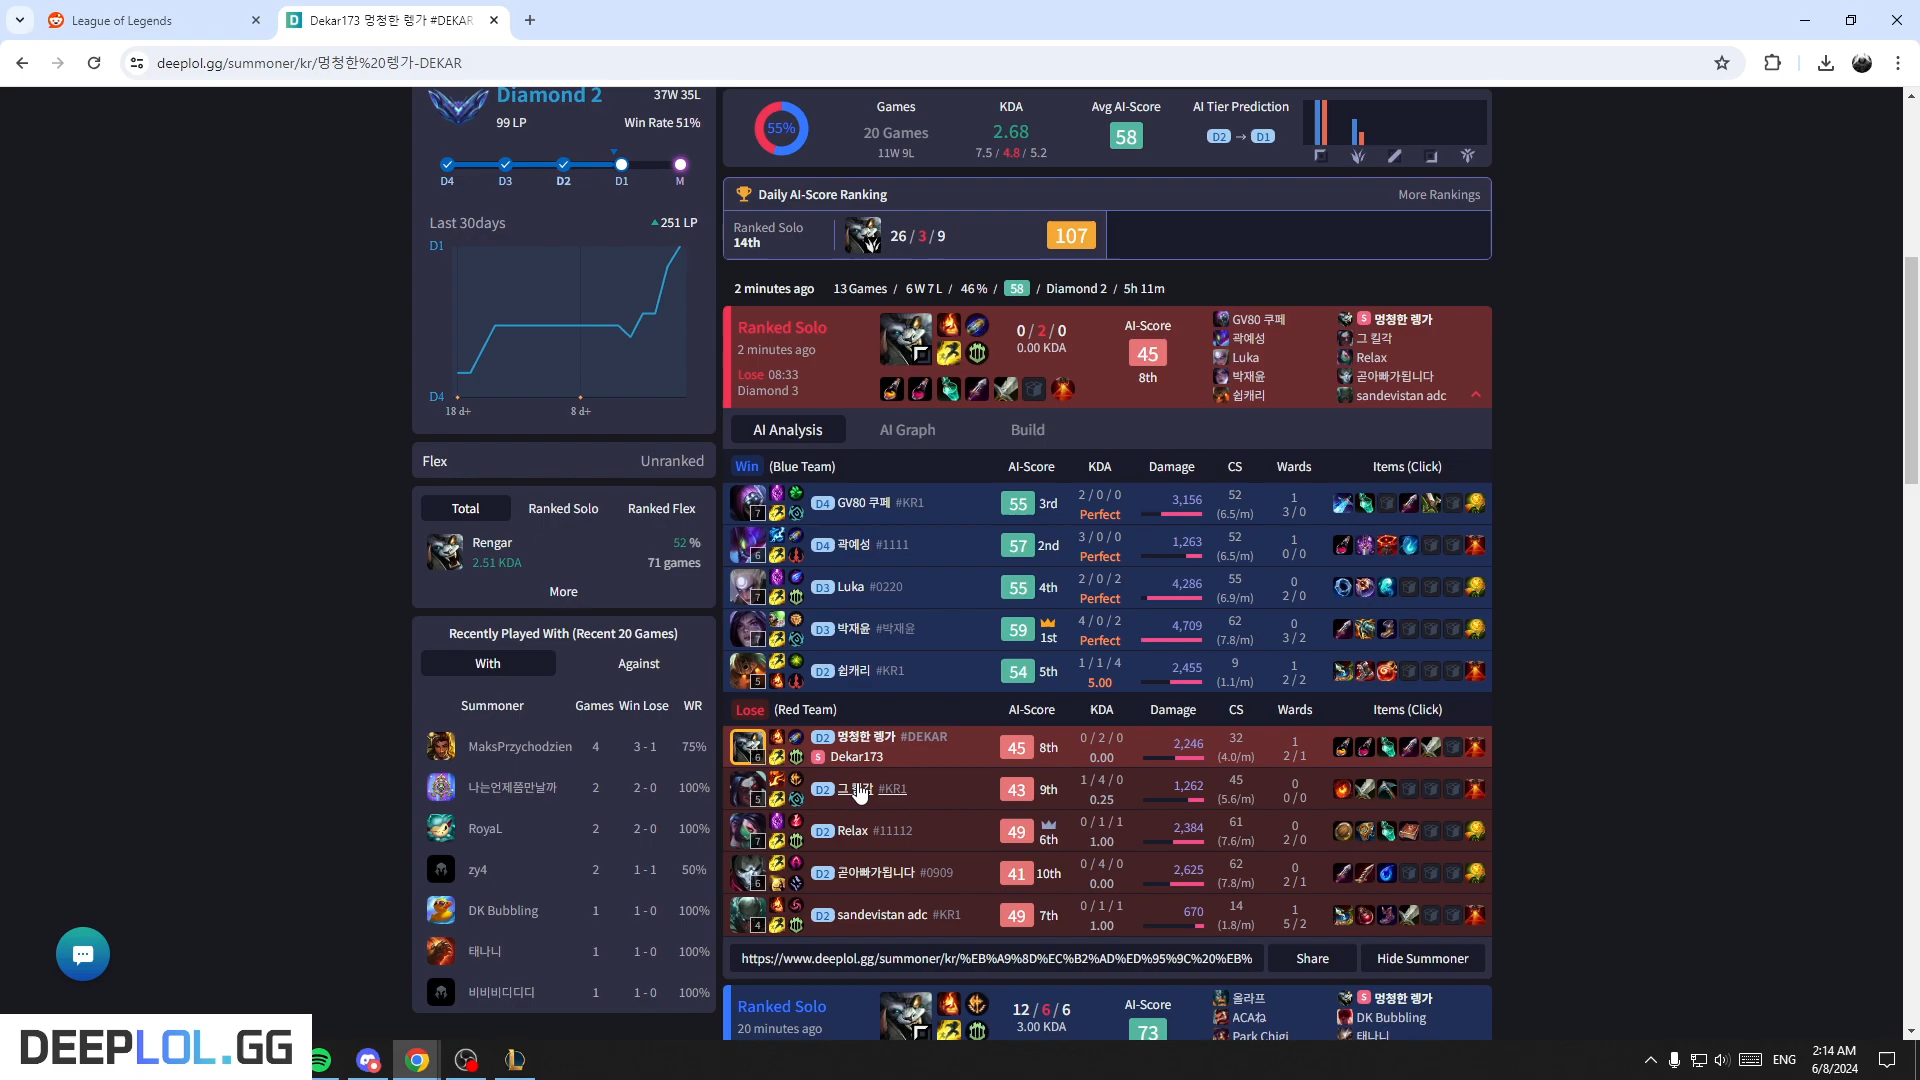 League of Legends
Dekar173 멍청한 렝가 #DEKAR
deeplol.gg/summoner/kr/멍청한%20렝가-DEKAR
Diamond 2
37W 35L
99 LP
Win Rate 51%
D4 D3 D2 D1 M
Last 30days
251 LP
D1
D4
18 d+
8 d+
Flex
Unranked
Total Ranked Solo Ranked Flex
Rengar 52 %
2.51 KDA 71 games
More
Recently Played With (Recent 20 Games)
With Against
Summoner Games Win Lose WR
MaksPrzychodzien 4 3 - 1 75%
나는언제쯤만날까 2 2 - 0 100%
RoyaL 2 2 - 0 100%
zy4 2 1 - 1 50%
DK Bubbling 1 1 - 0 100%
태나니 1 1 - 0 100%
비비비디디디 1 1 - 0 100%
55%
Games KDA Avg AI-Score AI Tier Prediction
20 Games 2.68 58 D2 → D1
11W 9L 7.5 / 4.8 / 5.2
Daily AI-Score Ranking More Rankings
Ranked Solo
14th
26 / 3 / 9 107
2 minutes ago 13 Games / 6 W 7 L / 46 % / 58 / Diamond 2 / 5h 11m
Ranked Solo
2 minutes ago
Lose 08:33
Diamond 3
0 / 2 / 0
0.00 KDA
AI-Score
45
8th
GV80 쿠페
곽예성
Luka
박재윤
쉽캐리
S 멍청한 렝가
그 킬각
Relax
곧아빠가됩니다
sandevistan adc
AI Analysis AI Graph Build
Win (Blue Team) AI-Score KDA Damage CS Wards Items (Click)
7 D4 GV80 쿠페 #KR1 55 3rd 2 / 0 / 0 Perfect 3,156 52 (6.5/m) 1 3 / 0
6 D4 곽예성 #1111 57 2nd 3 / 0 / 0 Perfect 1,263 52 (6.5/m) 1 0 / 0
7 D3 Luka #0220 55 4th 2 / 0 / 2 Perfect 4,286 55 (6.9/m) 0 2 / 0
7 D3 박재윤 #박재윤 59 1st 4 / 0 / 2 Perfect 4,709 62 (7.8/m) 0 3 / 2
5 D2 쉽캐리 #KR1 54 5th 1 / 1 / 4 5.00 2,455 9 (1.1/m) 1 2 / 2
Lose (Red Team) AI-Score KDA Damage CS Wards Items (Click)
6 D2 멍청한 렝가 #DEKAR S Dekar173 45 8th 0 / 2 / 0 0.00 2,246 32 (4.0/m) 1 2 / 1
5 D2 그 #KR1 43 9th 1 / 4 / 0 0.25 1,262 45 (5.6/m) 0 0 / 0
7 D2 Relax #11112 49 6th 0 / 1 / 1 1.00 2,384 61 (7.6/m) 0 2 / 0
6 D2 곧아빠가됩니다 #0909 41 10th 0 / 4 / 0 0.00 2,625 62 (7.8/m) 0 2 / 1
4 D2 sandevistan adc #KR1 49 7th 0 / 1 / 1 1.00 670 14 (1.8/m) 1 5 / 2
https://www.deeplol.gg/summoner/kr/%EB%A9%8D%EC%B2%AD%ED%95%9C%20%EB% Share Hide Summoner
Ranked Solo
20 minutes ago
12 / 6 / 6
3.00 KDA
AI-Score
73
올라프
ACAね
Park Chigi
S 멍청한 렝가
DK Bubbling
태나니
DEEPLOL.GG
ENG
2:14 AM
6/8/2024